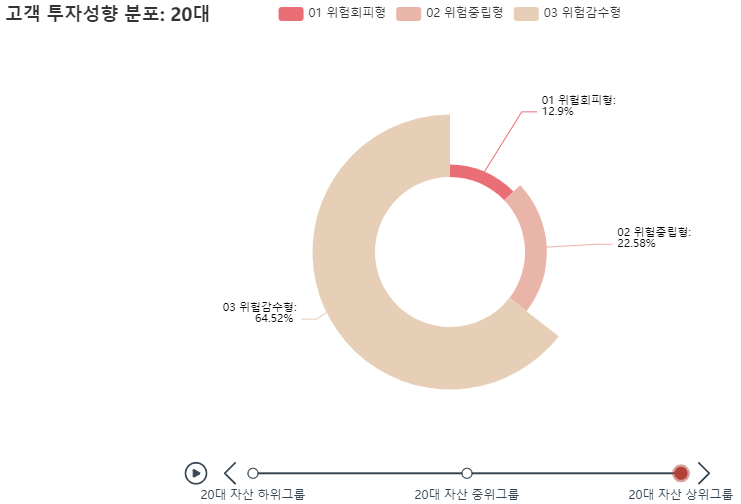 고객 투자성향 분포: 20대
01 위험회피형
02 위험중립형
03 위험감수형
01 위험회피형:
12.9%
02 위험중립형:
22.58%
03 위험감수형:
64.52%
20대 자산 하위그룹
20대 자산 중위그룹
20대 자산 상위그룹